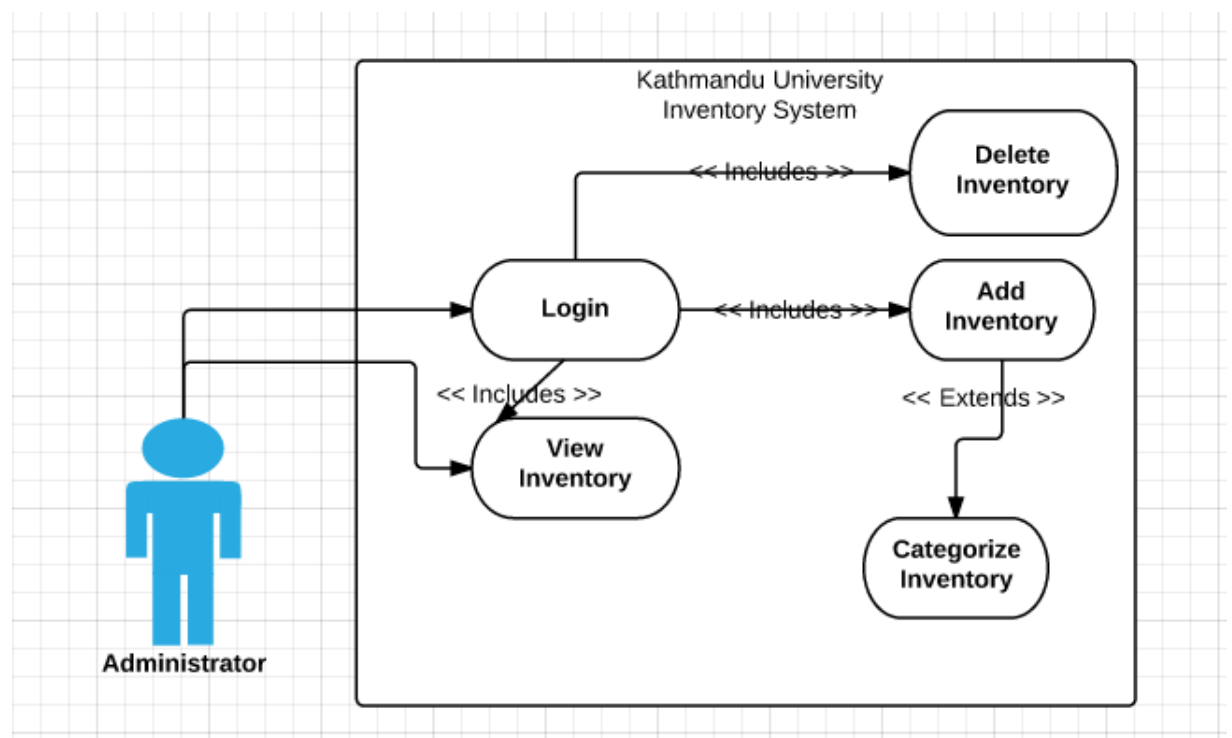 Kathmandu University
Inventory System
<< Includes >>
Delete
Inventory
Login
<< Includes >>
Add
Inventory
<< Includes >>
<< Extends >>
View
Inventory
Categorize
Inventory
Administrator